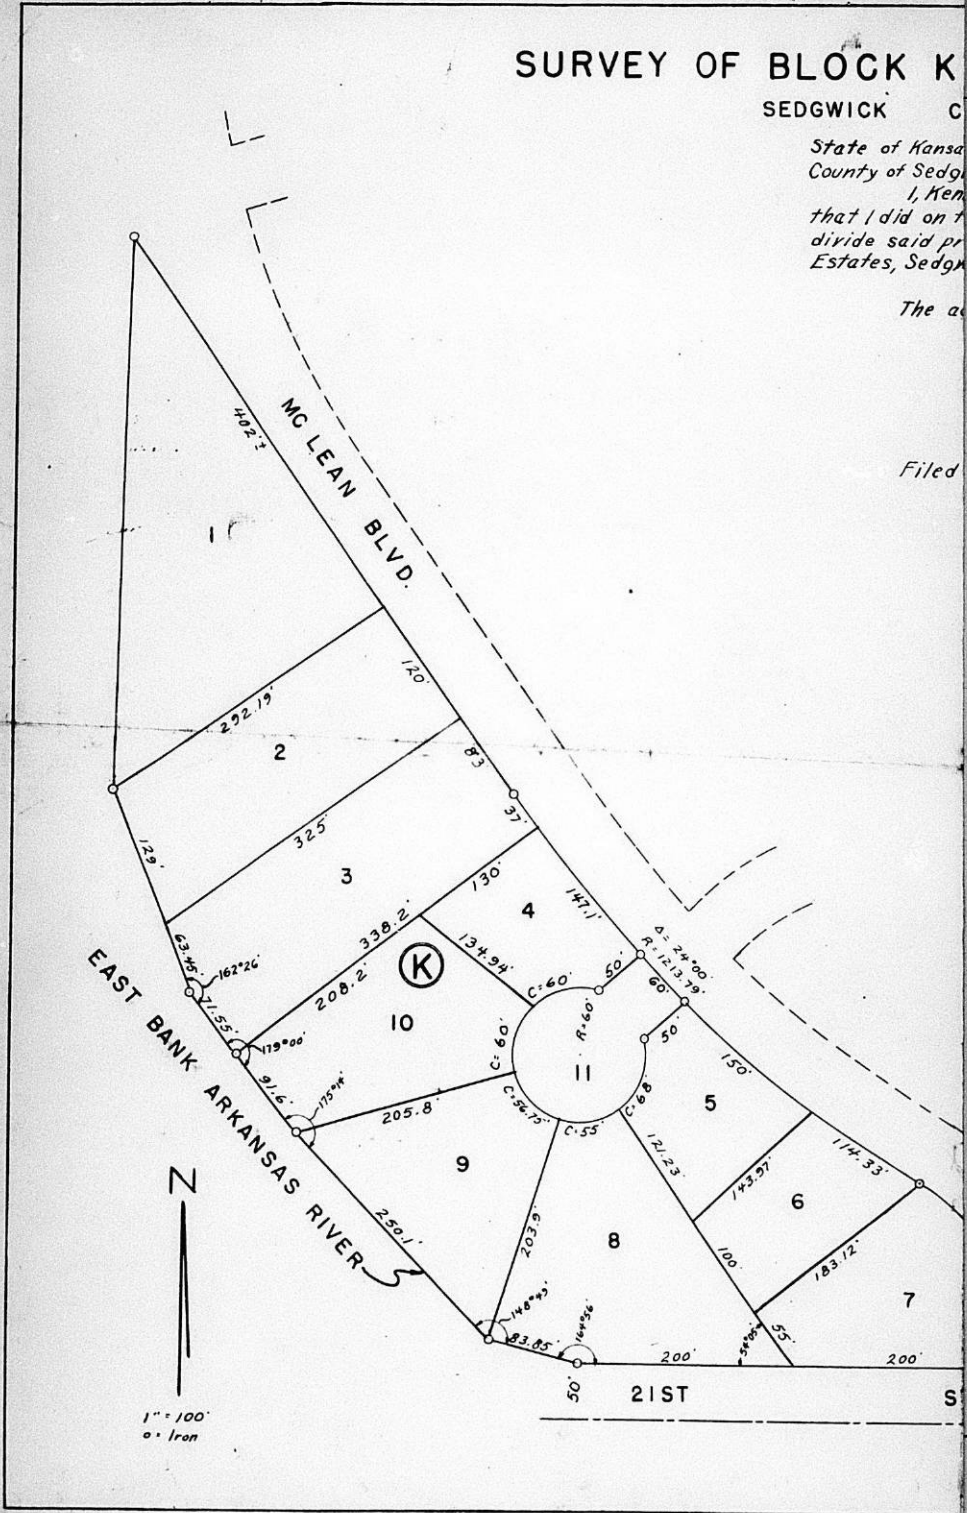 SURVEY OF BLOCK K
SEDGWICK C
State of Kansa
County of Sedg
I, Ken
that I did on t
divide said pr
Estates, Sedgw
The a
Filed
MC LEAN BLVD.
402'±
1
120'
292.19'
2
83'
37'
325'
129'
3
130'
4
147.1'
Δ = 24°00'
R = 1213.79'
338.2'
134.94'
K
63.45'
162°26'
208.2'
C=60'
50'
60'
EAST BANK ARKANSAS RIVER
71.55'
10
C=60'
R=60'
50'
179°00'
11
150'
91.6'
175°14'
C=56.75'
C=55'
C=68'
5
205.8'
121.23'
114.33'
9
143.97'
6
N
250.1'
203.9'
8
100'
183.12'
7
148°49'
83.85'
164°56'
54°05'
55'
200'
200'
50'
21ST S
1" = 100'
o = Iron